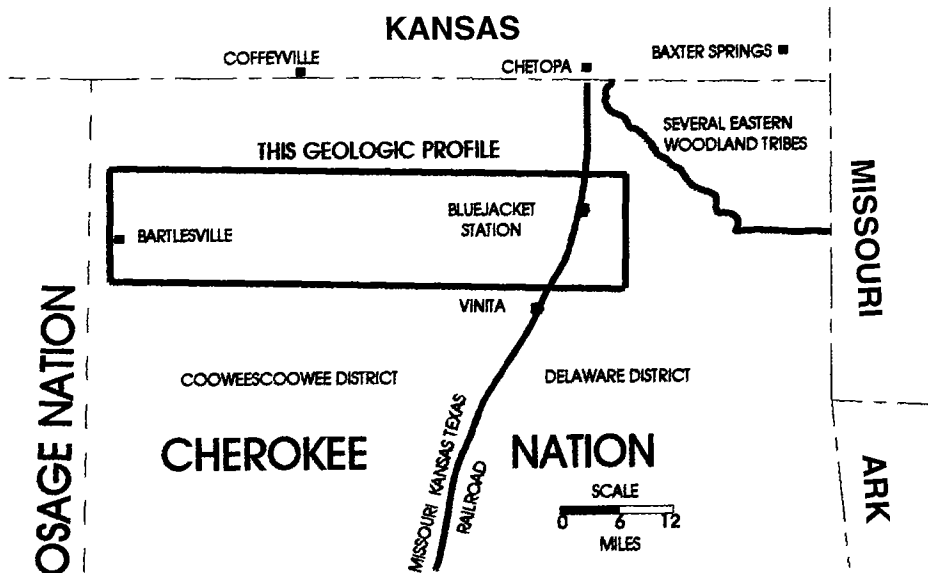 KANSAS
COFFEYVILLE
CHETOPA
BAXTER SPRINGS
SEVERAL EASTERN
WOODLAND TRIBES
THIS GEOLOGIC PROFILE
MISSOURI
BLUEJACKET
STATION
BARTLESVILLE
VINITA
OSAGE NATION
COOWEESCOOWEE DISTRICT
DELAWARE DISTRICT
CHEROKEE NATION
MISSOURI KANSAS TEXAS
RAILROAD
ARK
SCALE
0 6 12
MILES